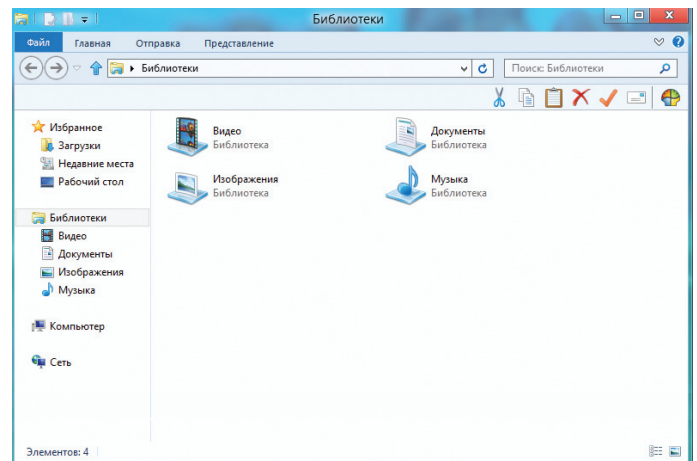 Библиотеки
Файл Главная Отправка Представление
Библиотеки Поиск: Библиотеки
Избранное
Загрузки
Недавние места
Рабочий стол
Библиотеки
Видео
Документы
Изображения
Музыка
Компьютер
Сеть
Видео
Библиотека
Документы
Библиотека
Изображения
Библиотека
Музыка
Библиотека
Элементов: 4